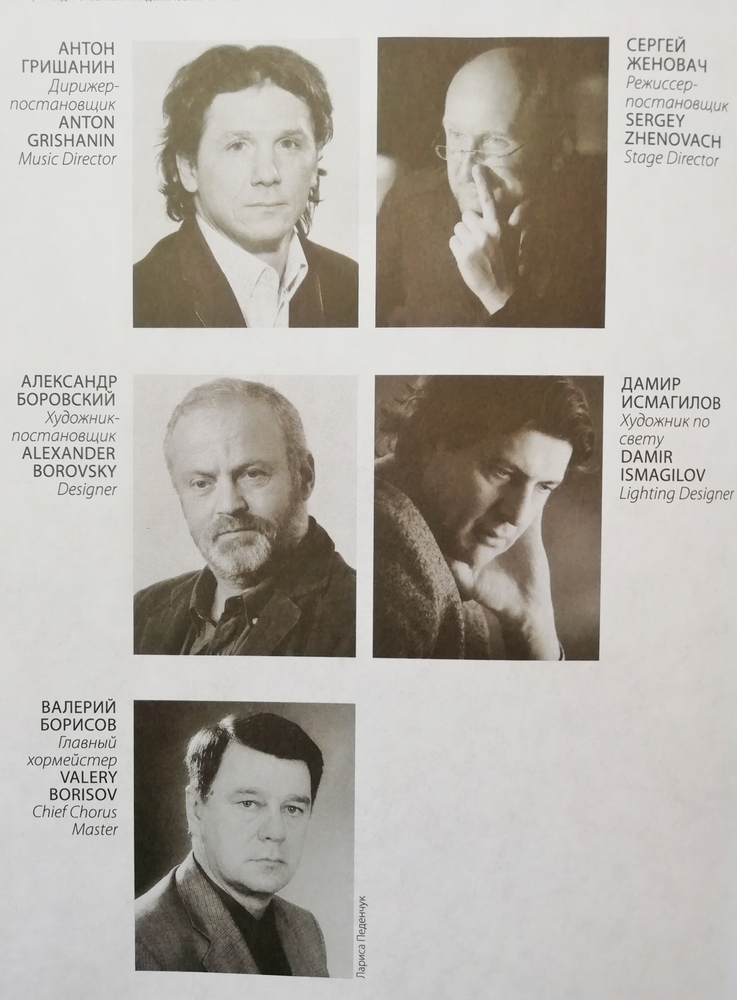 АНТОН
ГРИШАНИН
Дирижер-
постановщик
ANTON
GRISHANIN
Music Director
СЕРГЕЙ
ЖЕНОВАЧ
Режиссер-
постановщик
SERGEY
ZHENOVACH
Stage Director
АЛЕКСАНДР
БОРОВСКИЙ
Художник-
постановщик
ALEXANDER
BOROVSKY
Designer
ДАМИР
ИСМАГИЛОВ
Художник по
свету
DAMIR
ISMAGILOV
Lighting Designer
ВАЛЕРИЙ
БОРИСОВ
Главный
хормейстер
VALERY
BORISOV
Chief Chorus
Master
Лариса Педенчук